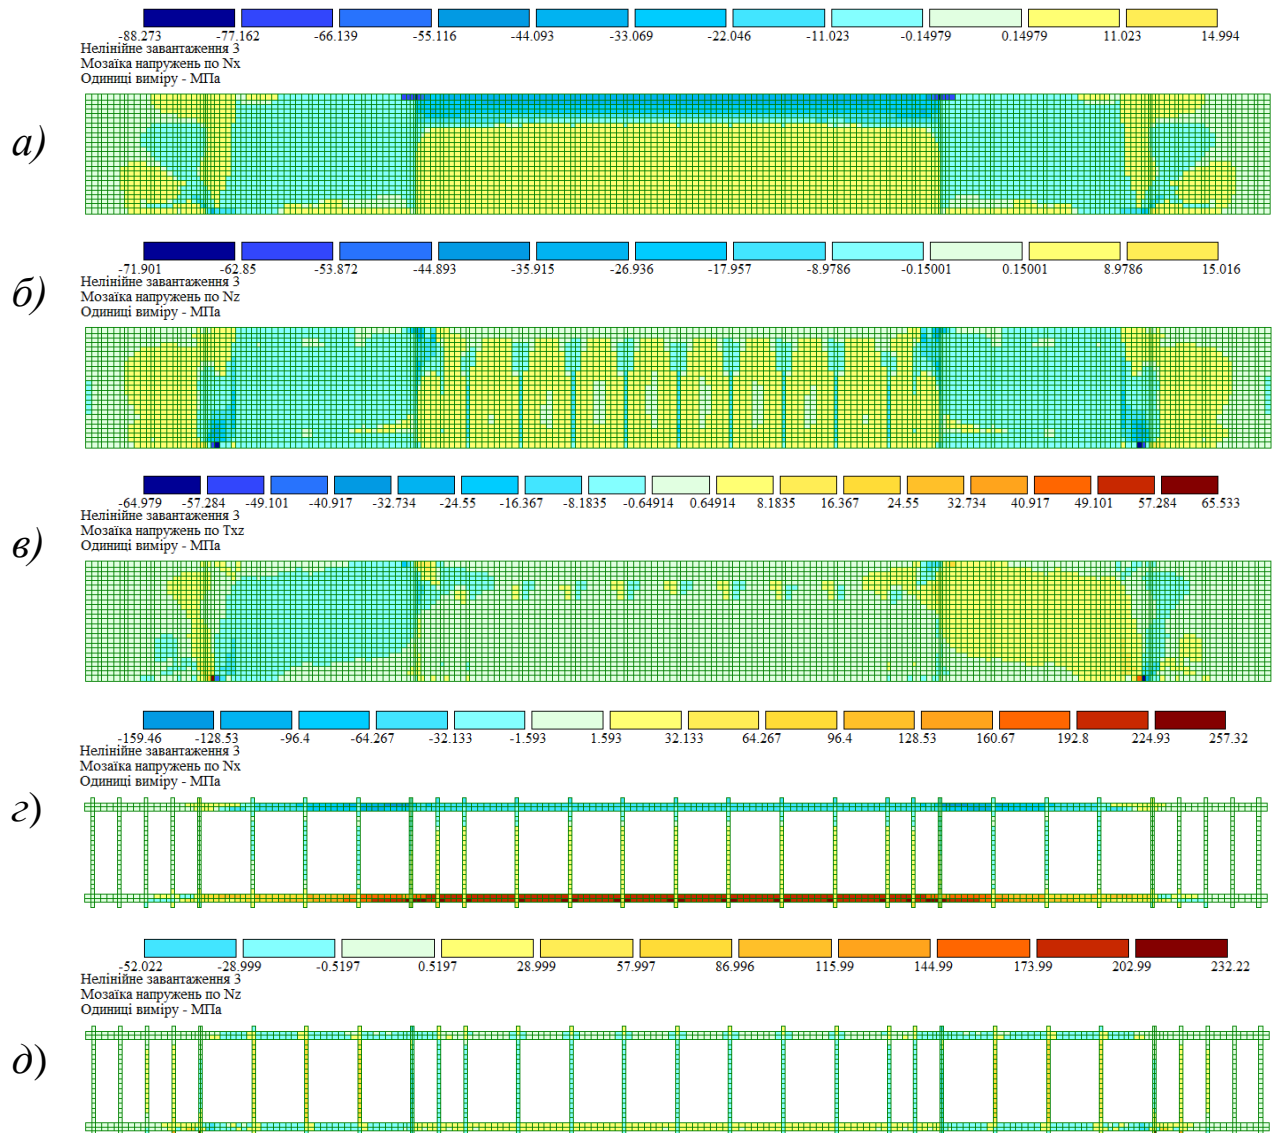 -88.273 -77.162 -66.139 -55.116 -44.093 -33.069 -22.046 -11.023 -0.14979 0.14979 11.023 14.994
Нелінійне завантаження 3
Мозаїка напружень по Nx
Одиниці виміру - МПа
а)
-71.901 -62.85 -53.872 -44.893 -35.915 -26.936 -17.957 -8.9786 -0.15001 0.15001 8.9786 15.016
Нелінійне завантаження 3
Мозаїка напружень по Nz
Одиниці виміру - МПа
б)
-64.979 -57.284 -49.101 -40.917 -32.734 -24.55 -16.367 -8.1835 -0.64914 0.64914 8.1835 16.367 24.55 32.734 40.917 49.101 57.284 65.533
Нелінійне завантаження 3
Мозаїка напружень по Txz
Одиниці виміру - МПа
в)
-159.46 -128.53 -96.4 -64.267 -32.133 -1.593 1.593 32.133 64.267 96.4 128.53 160.67 192.8 224.93 257.32
Нелінійне завантаження 3
Мозаїка напружень по Nx
Одиниці виміру - МПа
г)
-52.022 -28.999 -0.5197 0.5197 28.999 57.997 86.996 115.99 144.99 173.99 202.99 232.22
Нелінійне завантаження 3
Мозаїка напружень по Nz
Одиниці виміру - МПа
д)